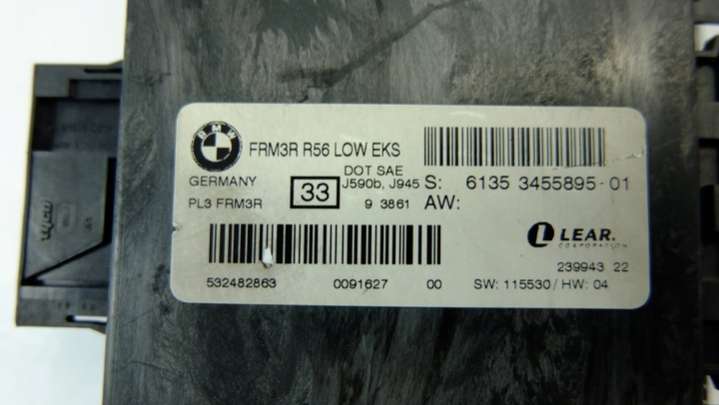 BMW
FRM3R R56 LOW EKS
DOT SAE
GERMANY 33 J590b, J945 S: 6135 3455895-01
PL3 FRM3R 9 3861 AW:
LEAR.
CORPORATION
239943 22
532482863 0091627 00 SW: 115530 / HW: 04